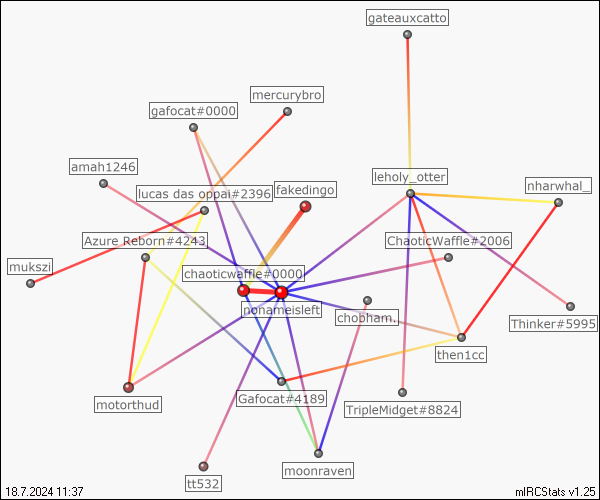 gateauxcatto
mercurybro
gafocat#0000
amah1246
leholy_otter
fakedingo
nharwhal_
lucas das oppai#2396
Azure Reborn#4243
ChaoticWaffle#2006
mukszi
chaoticwaffle#0000
nonameisleft
chobham.
Thinker#5995
then1cc
Gafocat#4189
motorthud
TripleMidget#8824
moonraven
tt532
18.7.2024 11:37
mIRCStats v1.25